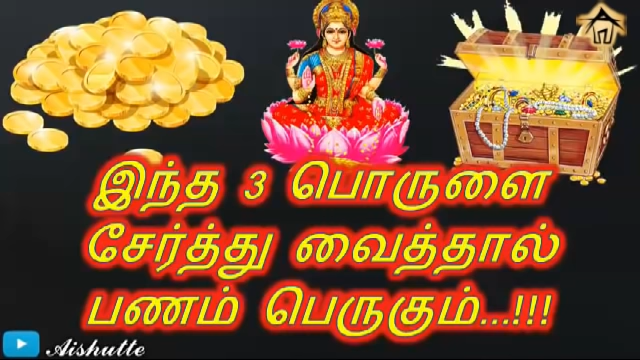 இந்த 3 பொருளை
சேர்த்து வைத்தால்
பணம் பெருகும்...!!!
Aishutte